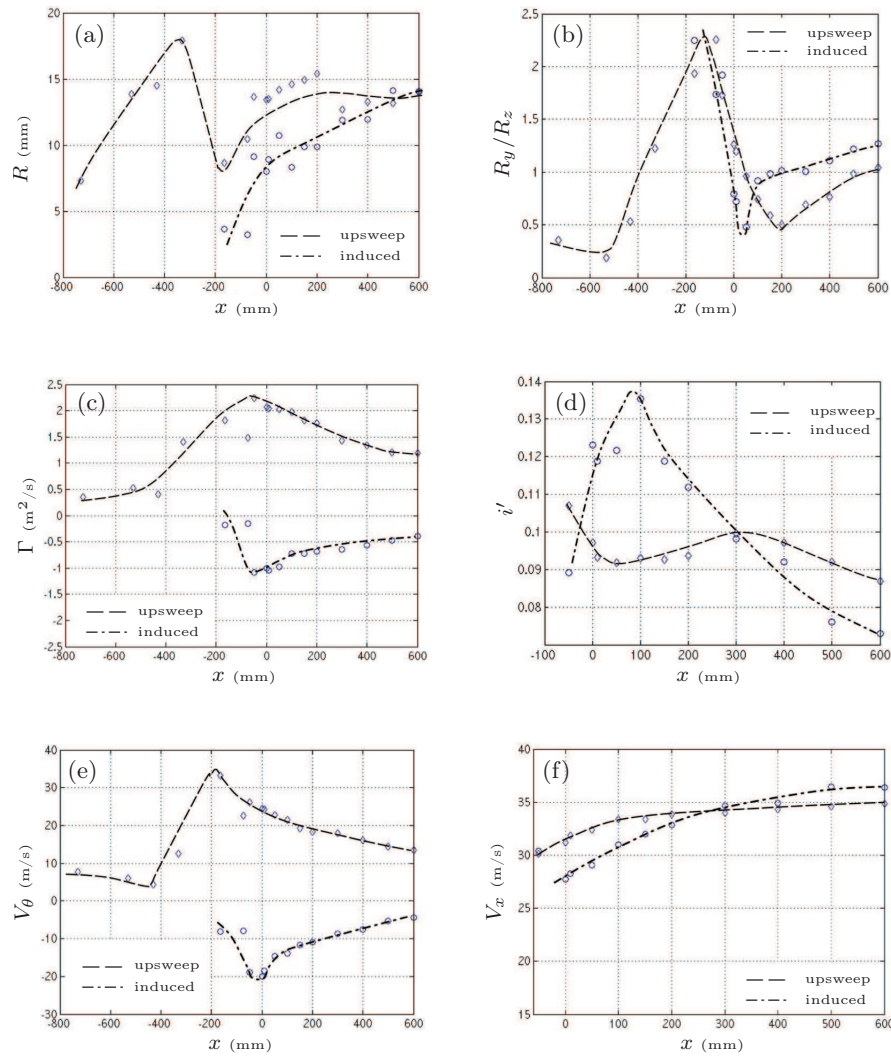 (a)
20
15
10
5
0
R (mm)
-800 -600 -400 -200 0 200 400 600
x (mm)
upsweep
induced
(b)
2.5
2
1.5
1
0.5
0
R_y/R_z
-800 -600 -400 -200 0 200 400 600
x (mm)
upsweep
induced
(c)
2.5
2
1.5
1
0.5
0
-0.5
-1
-1.5
-2
-2.5
Γ (m²/s)
-800 -600 -400 -200 0 200 400 600
x (mm)
upsweep
induced
(d)
0.14
0.13
0.12
0.11
0.1
0.09
0.08
i'
-100 0 100 200 300 400 500 600
x (mm)
upsweep
induced
(e)
40
30
20
10
0
-10
-20
-30
V_θ (m/s)
-800 -600 -400 -200 0 200 400 600
x (mm)
upsweep
induced
(f)
40
35
30
25
20
15
V_x (m/s)
0 100 200 300 400 500 600
x (mm)
upsweep
induced